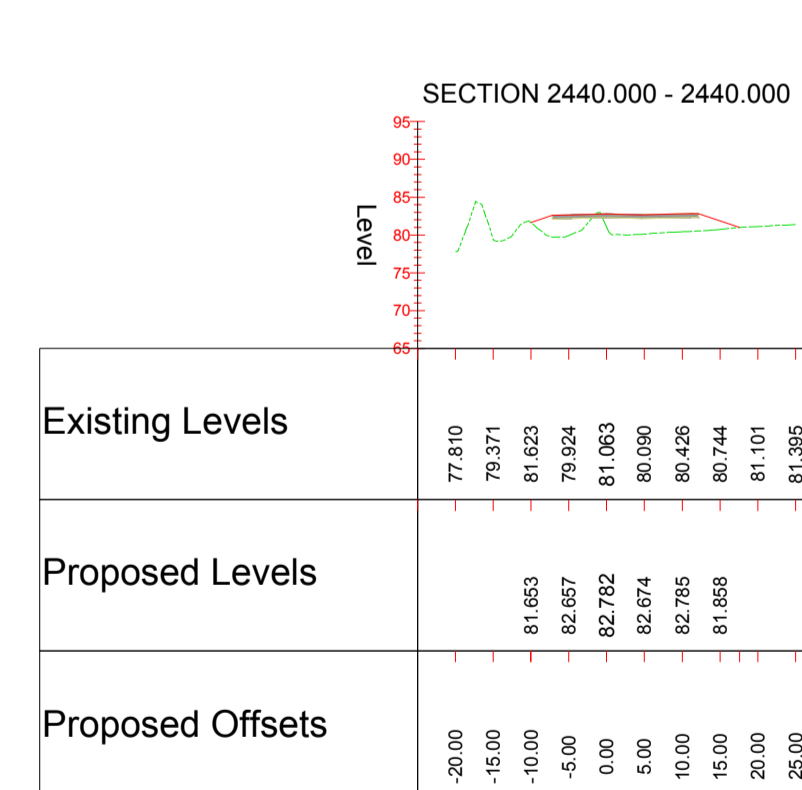 SECTION 2440.000 - 2440.000
95
90
85
80
75
70
65
Level
Existing Levels
77.810 79.371 81.623 79.924 81.063 80.090 80.426 80.744 81.101 81.395
Proposed Levels
81.653 82.657 82.782 82.674 82.785 81.858
Proposed Offsets
-20.00 -15.00 -10.00 -5.00 0.00 5.00 10.00 15.00 20.00 25.00